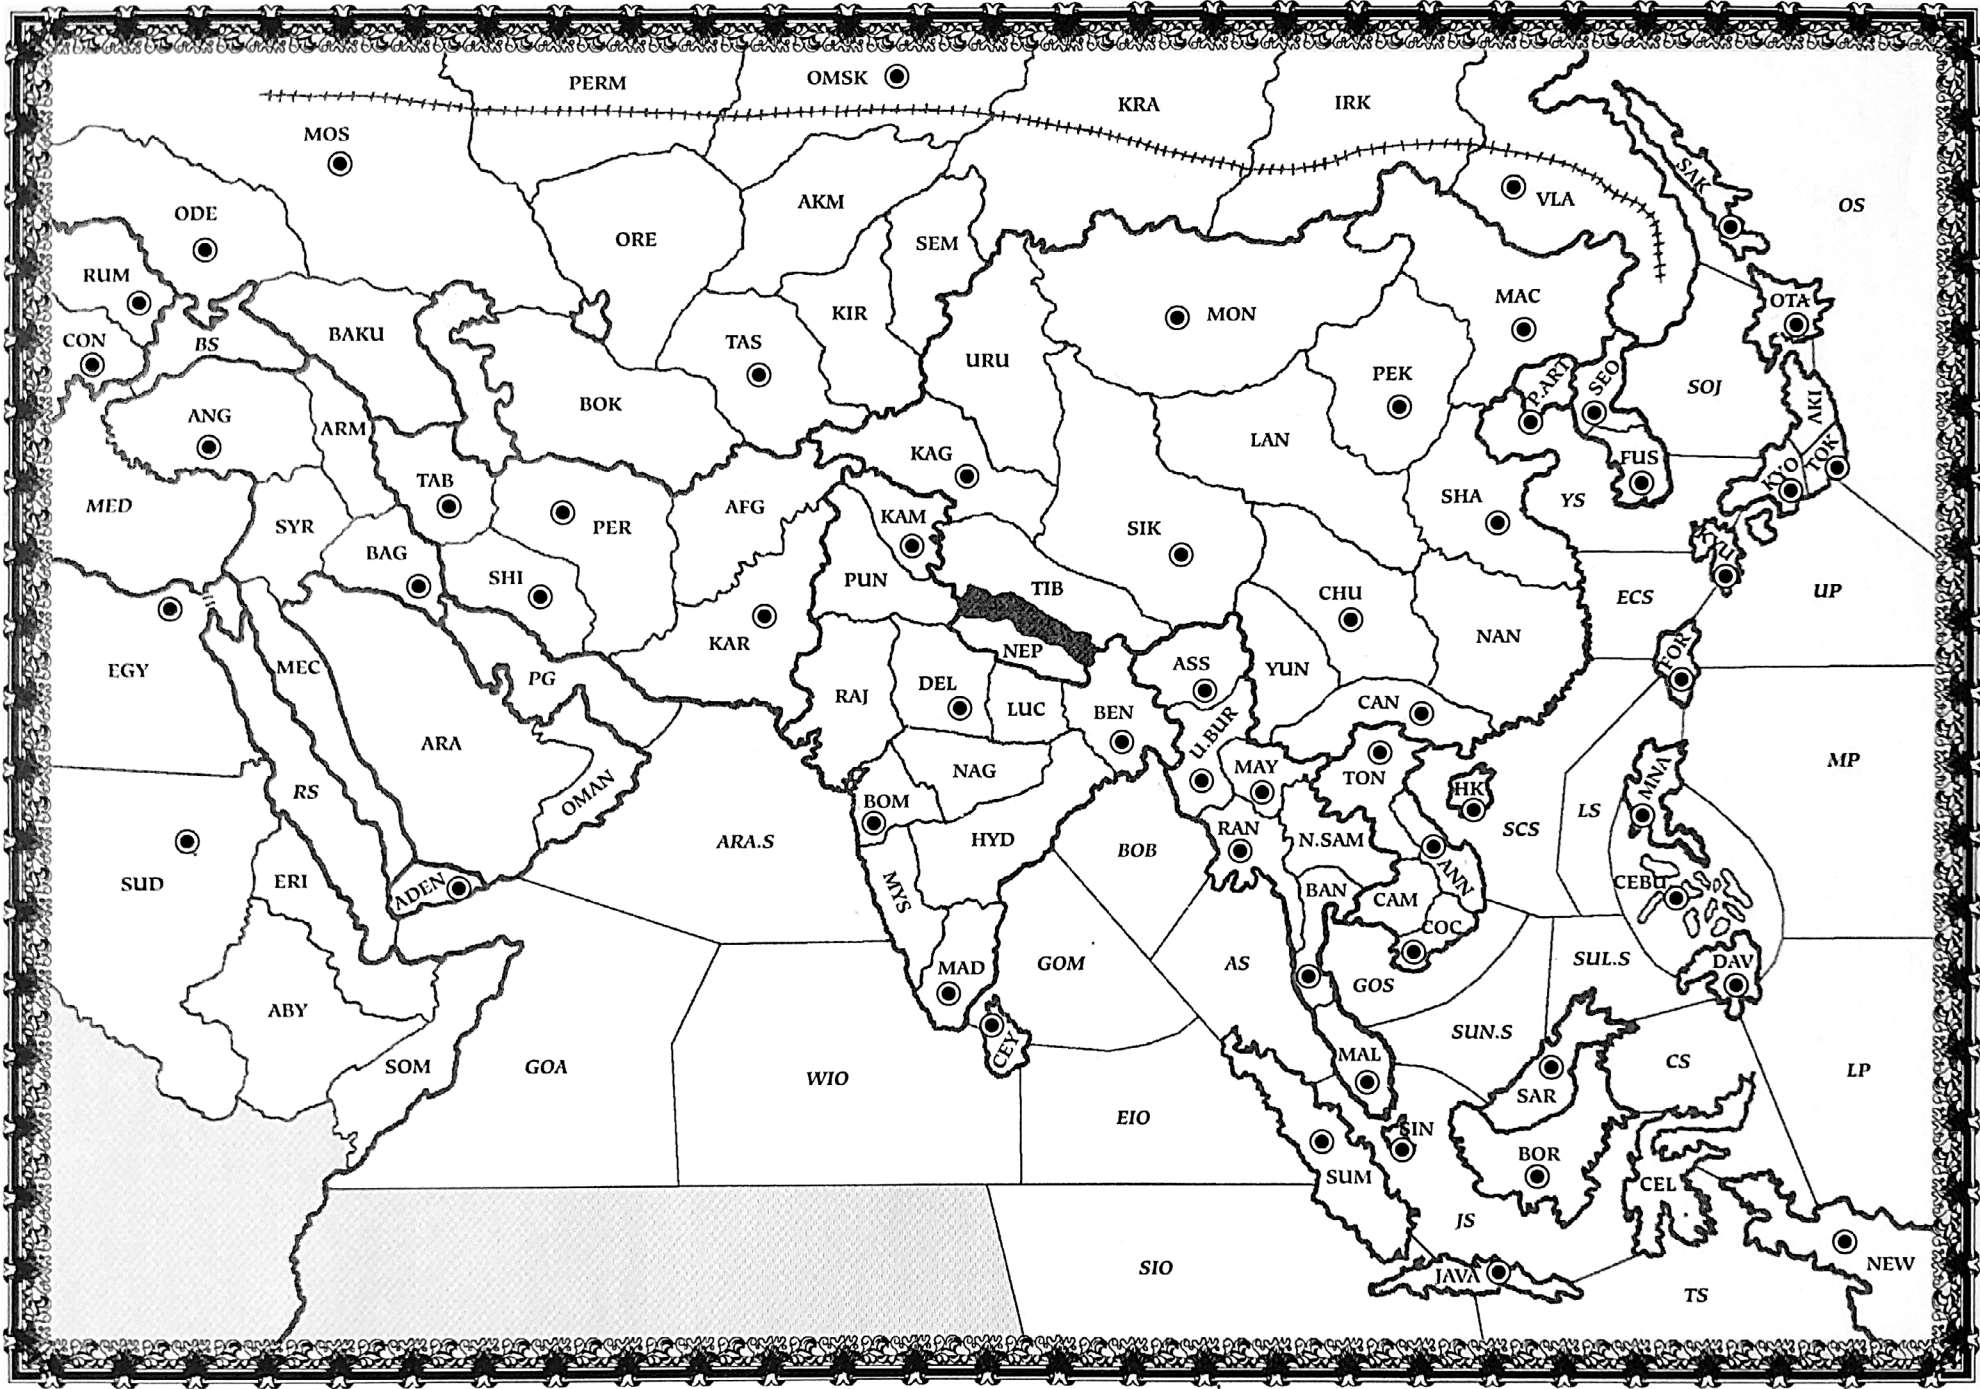 PERM
OMSK
KRA
IRK
MOS
ODE
ORE
AKM
SEM
VLA
SAK
OS
RUM
CON
BS
BAKU
TAS
KIR
URU
MON
MAC
OTA
PEK
P.ART
SEO
SOJ
AKI
BOK
ANG
ARM
KAG
LAN
FUS
KYO
TOK
MED
SYR
TAB
PER
AFG
KAM
SIK
SHA
YS
KYU
BAG
SHI
PUN
TIB
CHU
ECS
UP
EGY
MEC
PG
KAR
NEP
ASS
YUN
NAN
FOR
RAJ
DEL
LUC
BEN
U.BUR
CAN
ARA
OMAN
NAG
MAY
TON
HK
MNA
MP
RS
BOM
ARA.S
HYD
BOB
RAN
N.SAM
ANN
SCS
LS
SUD
ERI
ADEN
MYS
BAN
CAM
COC
CEBU
MAD
GOM
AS
GOS
SUL.S
DAV
ABY
SOM
GOA
WIO
CEY
EIO
MAL
SUN.S
SAR
CS
LP
SIN
SUM
BOR
CEL
JS
SIO
JAVA
TS
NEW